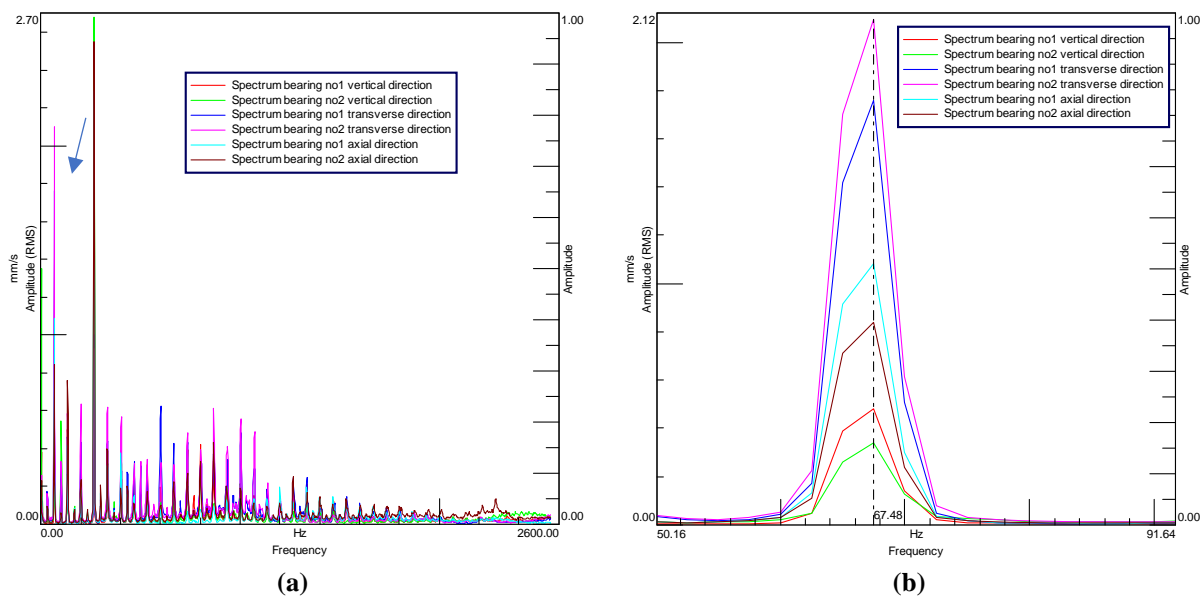 2.70
1.00
Spectrum bearing no1 vertical direction
Spectrum bearing no2 vertical direction
Spectrum bearing no1 transverse direction
Spectrum bearing no2 transverse direction
Spectrum bearing no1 axial direction
Spectrum bearing no2 axial direction
mm/s
Amplitude (RMS)
Amplitude
0.00
0.00
0.00
Hz
2600.00
Frequency
(a)
2.12
1.00
Spectrum bearing no1 vertical direction
Spectrum bearing no2 vertical direction
Spectrum bearing no1 transverse direction
Spectrum bearing no2 transverse direction
Spectrum bearing no1 axial direction
Spectrum bearing no2 axial direction
mm/s
Amplitude (RMS)
Amplitude
0.00
67.48
0.00
50.16
Hz
91.64
Frequency
(b)